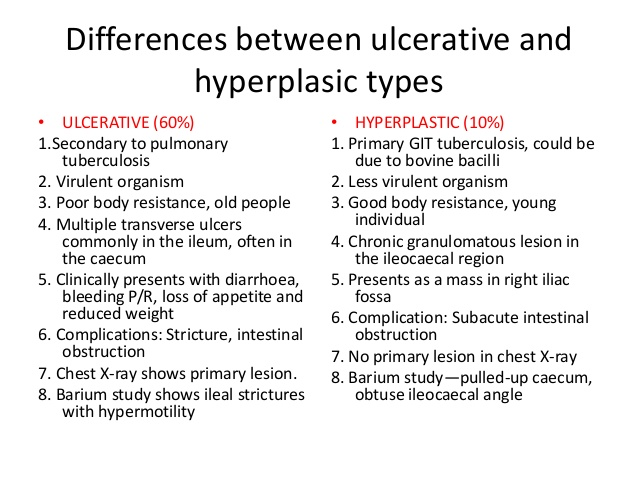 Differences between ulcerative and
hyperplasic types
• ULCERATIVE (60%)
1.Secondary to pulmonary
tuberculosis
2. Virulent organism
3. Poor body resistance, old people
4. Multiple transverse ulcers
commonly in the ileum, often in
the caecum
5. Clinically presents with diarrhoea,
bleeding P/R, loss of appetite and
reduced weight
6. Complications: Stricture, intestinal
obstruction
7. Chest X-ray shows primary lesion.
8. Barium study shows ileal strictures
with hypermotility
• HYPERPLASTIC (10%)
1. Primary GIT tuberculosis, could be
due to bovine bacilli
2. Less virulent organism
3. Good body resistance, young
individual
4. Chronic granulomatous lesion in
the ileocaecal region
5. Presents as a mass in right iliac
fossa
6. Complication: Subacute intestinal
obstruction
7. No primary lesion in chest X-ray
8. Barium study—pulled-up caecum,
obtuse ileocaecal angle